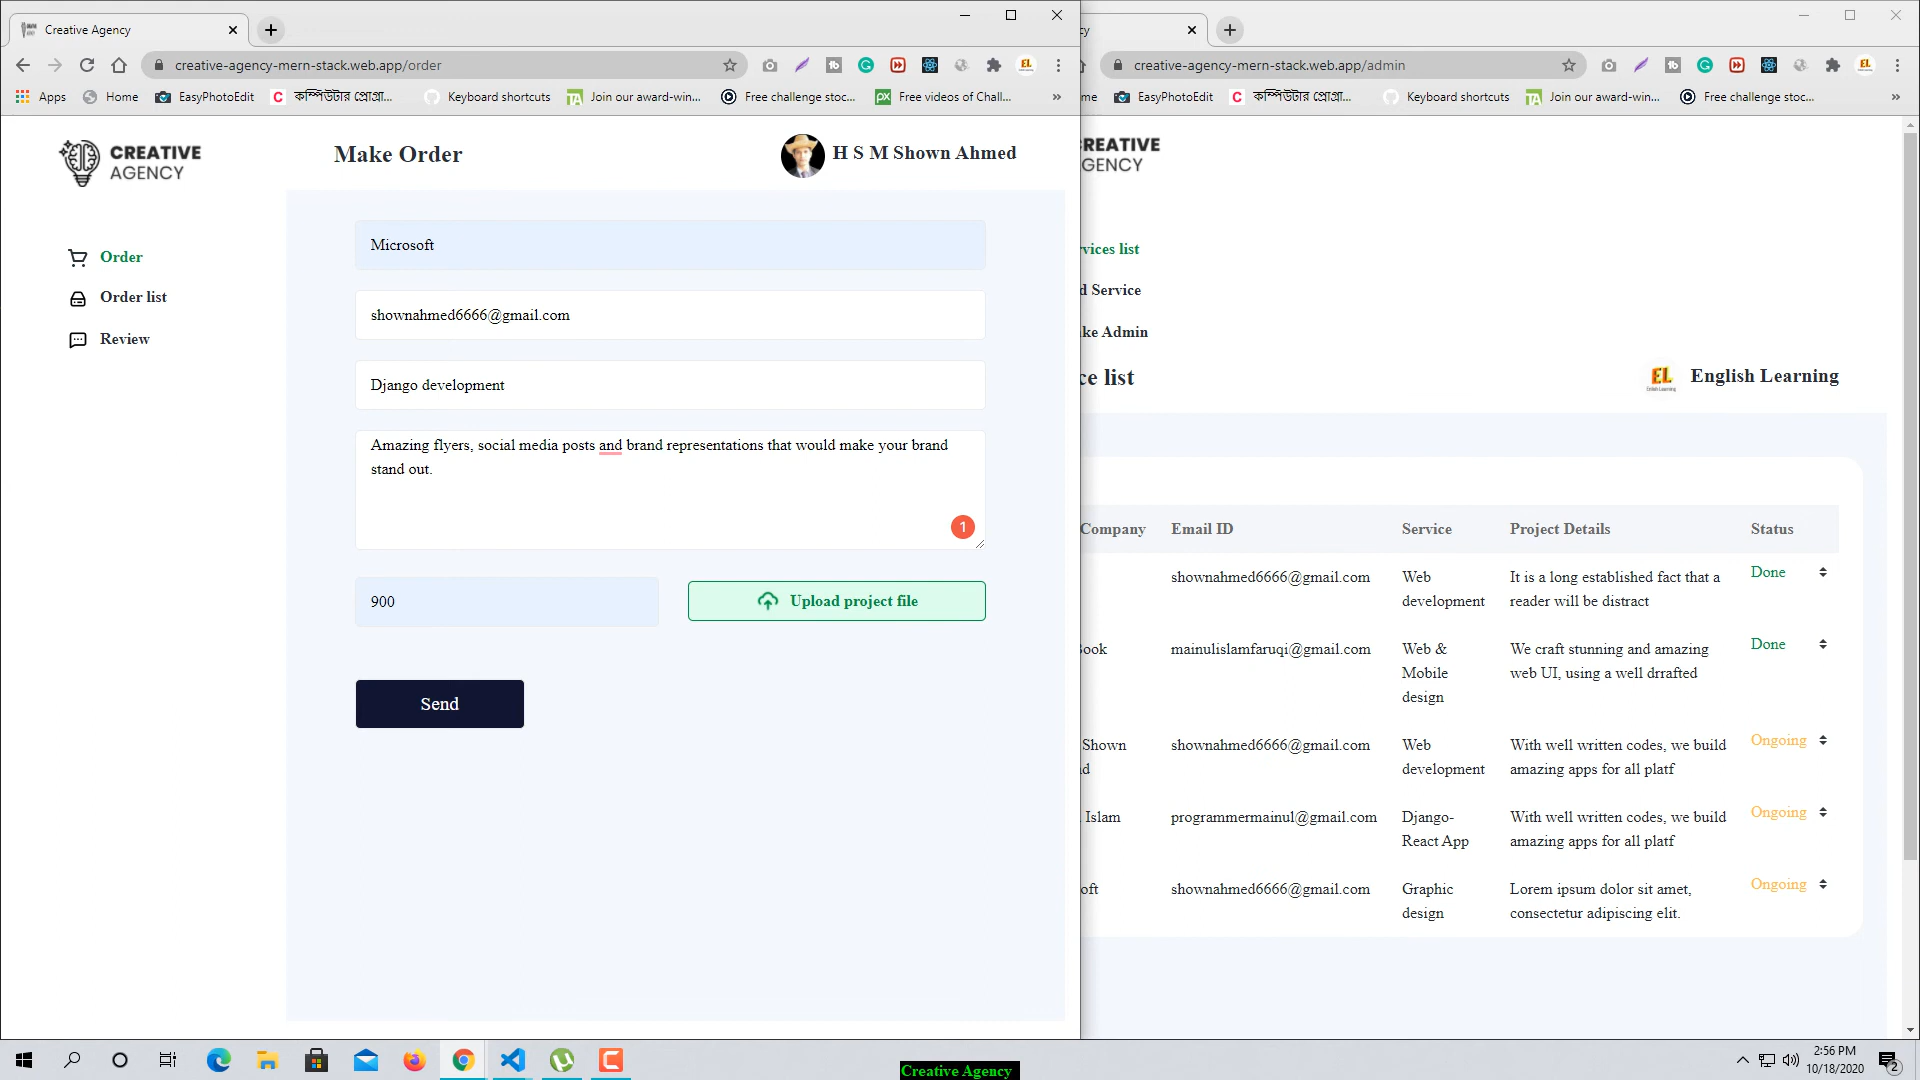 Creative Agency
creative-agency-mern-stack.web.app/order
Apps
Home
EasyPhotoEdit
কম্পিউটার প্রোগ্রা...
Keyboard shortcuts
Join our award-win...
Free challenge stoc...
Free videos of Chall...
»
CREATIVE
AGENCY
Make Order
H S M Shown Ahmed
Order
Order list
Review
Microsoft
shownahmed6666@gmail.com
Django development
Amazing flyers, social media posts and brand representations that would make your brand
stand out.
1
900
Upload project file
Send
cy
creative-agency-mern-stack.web.app/admin
me
EasyPhotoEdit
কম্পিউটার প্রোগ্রা...
Keyboard shortcuts
Join our award-win...
Free challenge stoc...
»
REATIVE
GENCY
vices list
d Service
ke Admin
ce list
EL
English Learning
Company Email ID Service Project Details Status
shownahmed6666@gmail.com Web It is a long established fact that a Done
development reader will be distract
ook mainulislamfaruqi@gmail.com Web & We craft stunning and amazing Done
Mobile web UI, using a well drrafted
design
Shown shownahmed6666@gmail.com Web With well written codes, we build Ongoing
d development amazing apps for all platf
Islam programmermainul@gmail.com Django- With well written codes, we build Ongoing
React App amazing apps for all platf
oft shownahmed6666@gmail.com Graphic Lorem ipsum dolor sit amet, Ongoing
design consectetur adipiscing elit.
Creative Agency
2:56 PM
10/18/2020
2